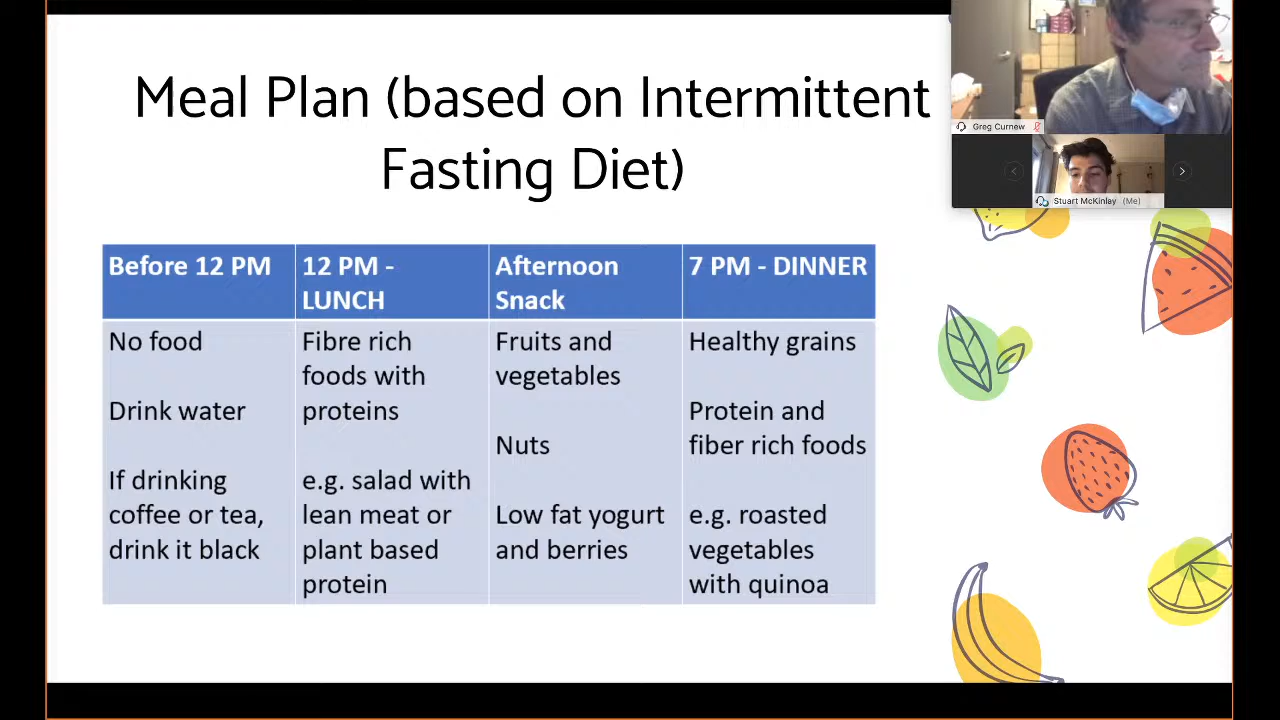 Meal Plan (based on Intermittent
Fasting Diet)
Greg Curnew
Stuart McKinlay (Me)
Before 12 PM
12 PM -
LUNCH
Afternoon
Snack
7 PM - DINNER
No food
Drink water
If drinking
coffee or tea,
drink it black
Fibre rich
foods with
proteins
e.g. salad with
lean meat or
plant based
protein
Fruits and
vegetables
Nuts
Low fat yogurt
and berries
Healthy grains
Protein and
fiber rich foods
e.g. roasted
vegetables
with quinoa